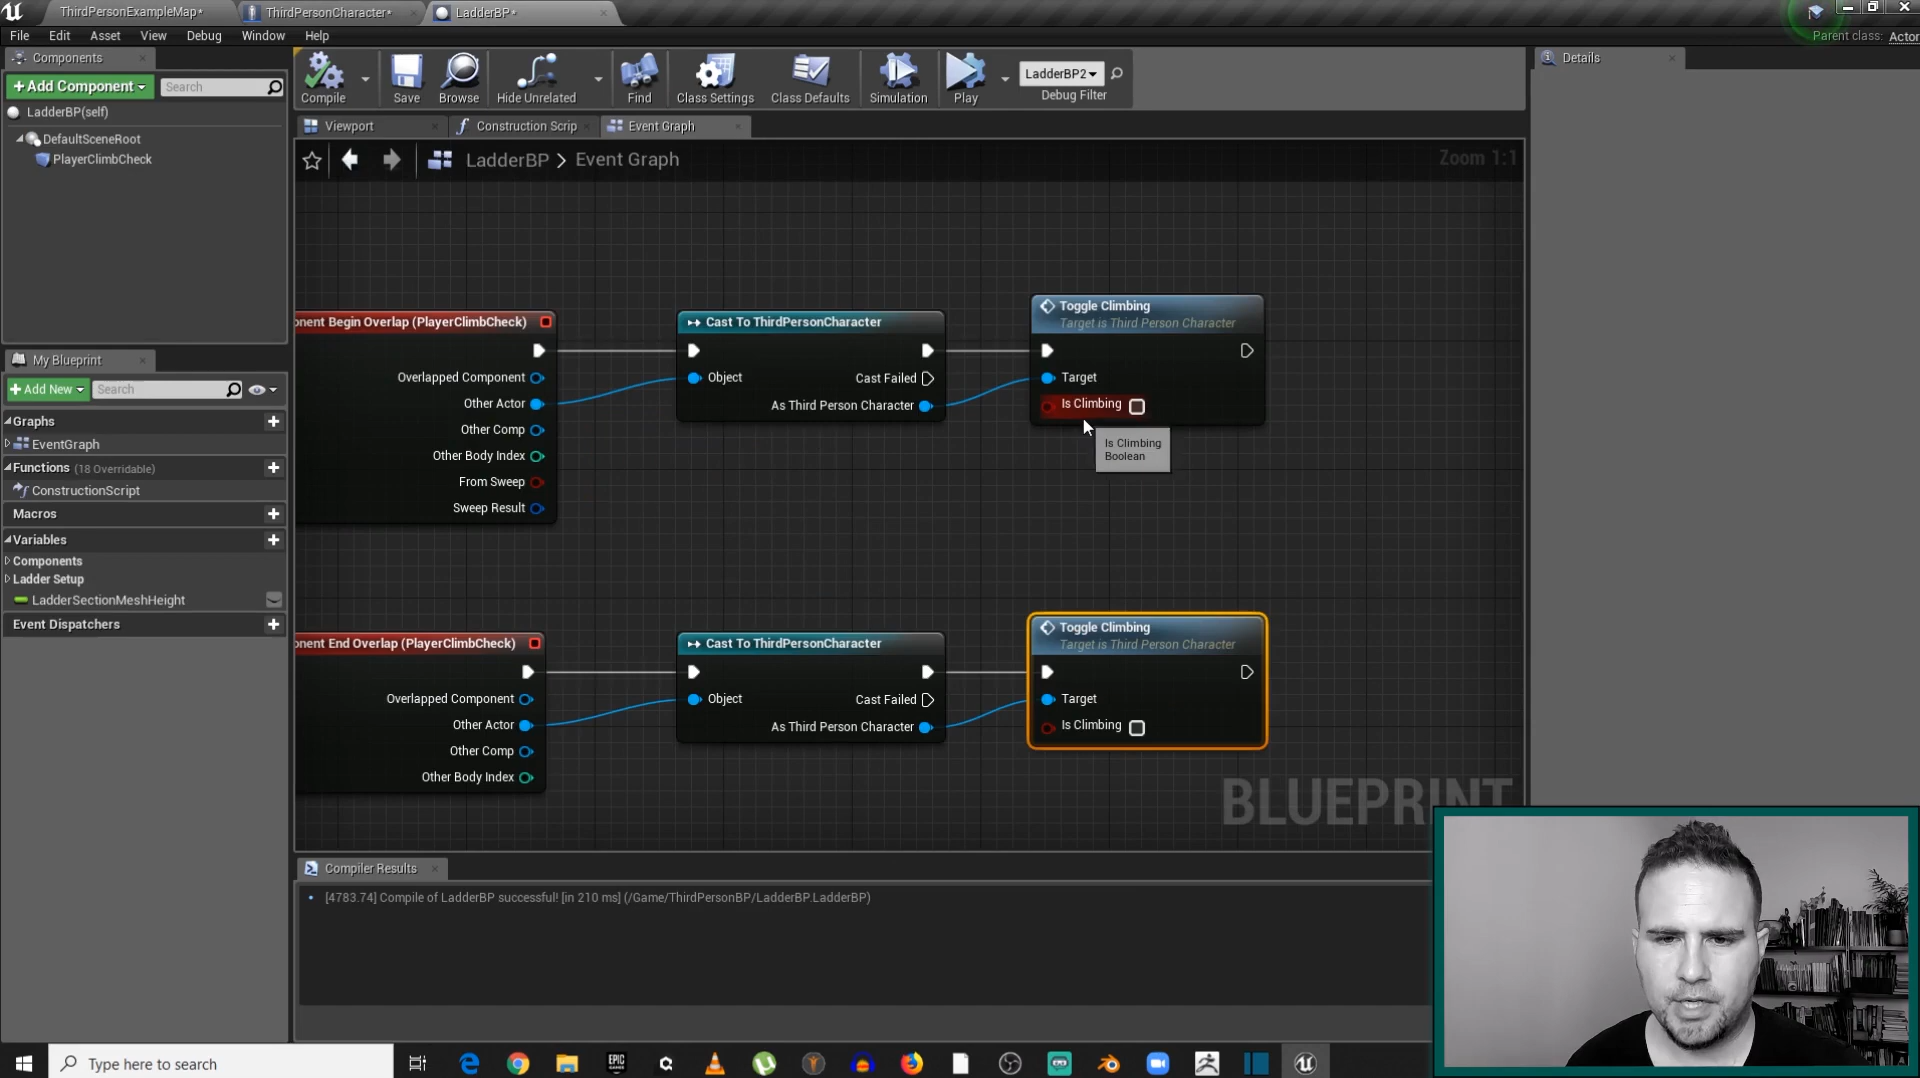 ThirdPersonExampleMap*
ThirdPersonCharacter*
LadderBP*
File Edit Asset View Debug Window Help
Parent class: Actor
Components
+Add Component
Search
LadderBP(self)
DefaultSceneRoot
PlayerClimbCheck
Compile
Save
Browse
Hide Unrelated
Find
Class Settings
Class Defaults
Simulation
Play
LadderBP2
Debug Filter
Details
Viewport
Construction Scrip
Event Graph
LadderBP > Event Graph
Zoom 1:1
My Blueprint
+Add New
Search
Graphs
EventGraph
Functions (18 Overridable)
ConstructionScript
Macros
Variables
Components
Ladder Setup
LadderSectionMeshHeight
Event Dispatchers
onent Begin Overlap (PlayerClimbCheck)
Overlapped Component
Other Actor
Other Comp
Other Body Index
From Sweep
Sweep Result
Cast To ThirdPersonCharacter
Object
Cast Failed
As Third Person Character
Toggle Climbing
Target is Third Person Character
Target
Is Climbing
Is Climbing
Boolean
onent End Overlap (PlayerClimbCheck)
Overlapped Component
Other Actor
Other Comp
Other Body Index
Cast To ThirdPersonCharacter
Object
Cast Failed
As Third Person Character
Toggle Climbing
Target is Third Person Character
Target
Is Climbing
BLUEPRINT
Compiler Results
[4783.74] Compile of LadderBP successful! [in 210 ms] (/Game/ThirdPersonBP/LadderBP.LadderBP)
Type here to search
EPIC
GAMES